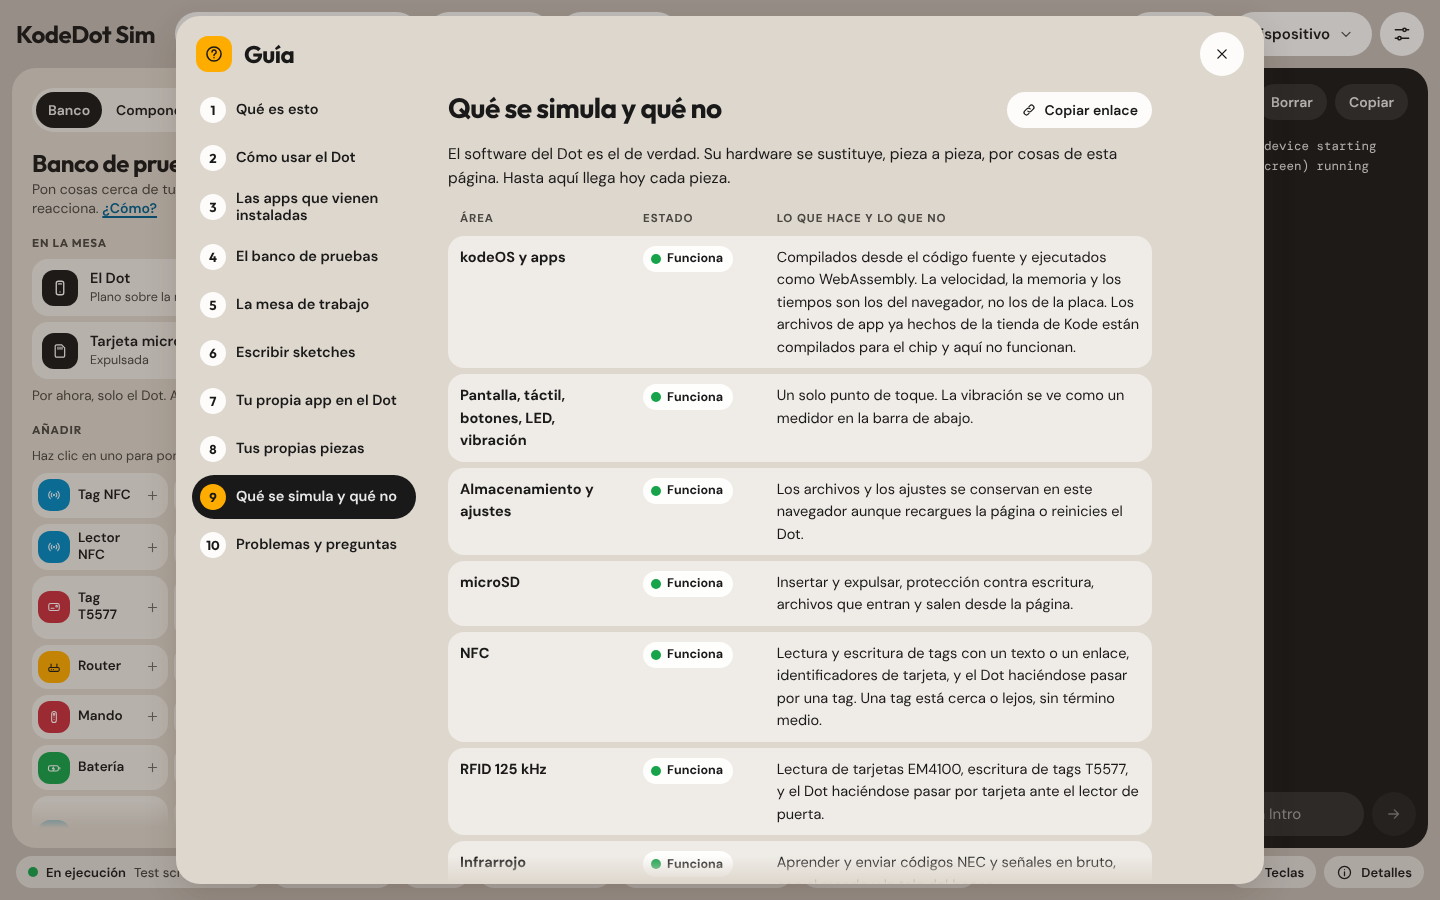 KodeDot Sim
Guía
Dispositivo
Banco
Banco de
Pon cosas cerca de tu
reacciona. ¿Cómo?
EN LA MESA
El Dot
Plano sobre la
Tarjeta
Expulsada
Por ahora, solo el Dot.
AÑADIR
Haz clic en uno para
Tag NFC
Lector
NFC
Tag
T5577
Router
Mando
Batería
En ejecución Test
1 Qué es esto
2 Cómo usar el Dot
3 Las apps que vienen
instaladas
4 El banco de pruebas
5 La mesa de trabajo
6 Escribir sketches
7 Tu propia app en el Dot
8 Tus propias piezas
9 Qué se simula y qué no
10 Problemas y preguntas
Qué se simula y qué no
Copiar enlace
El software del Dot es el de verdad. Su hardware se sustituye, pieza a pieza, por cosas de esta
página. Hasta aquí llega hoy cada pieza.
ÁREA ESTADO LO QUE HACE Y LO QUE NO
kodeOS y apps Funciona Compilados desde el código fuente y ejecutados
como WebAssembly. La velocidad, la memoria y los
tiempos son los del navegador, no los de la placa. Los
archivos de app ya hechos de la tienda de Kode están
compilados para el chip y aquí no funcionan.
Pantalla, táctil, Funciona Un solo punto de toque. La vibración se ve como un
botones, LED, medidor en la barra de abajo.
vibración
Almacenamiento y Funciona Los archivos y los ajustes se conservan en este
ajustes navegador aunque recargues la página o reinicies el
Dot.
microSD Funciona Insertar y expulsar, protección contra escritura,
archivos que entran y salen desde la página.
NFC Funciona Lectura y escritura de tags con un texto o un enlace,
identificadores de tarjeta, y el Dot haciéndose pasar
por una tag. Una tag está cerca o lejos, sin término
medio.
RFID 125 kHz Funciona Lectura de tarjetas EM4100, escritura de tags T5577,
y el Dot haciéndose pasar por tarjeta ante el lector de
puerta.
Infrarrojo Funciona Aprender y enviar códigos NEC y señales en bruto,
Borrar Copiar
device starting
running
Intro
Teclas Detalles